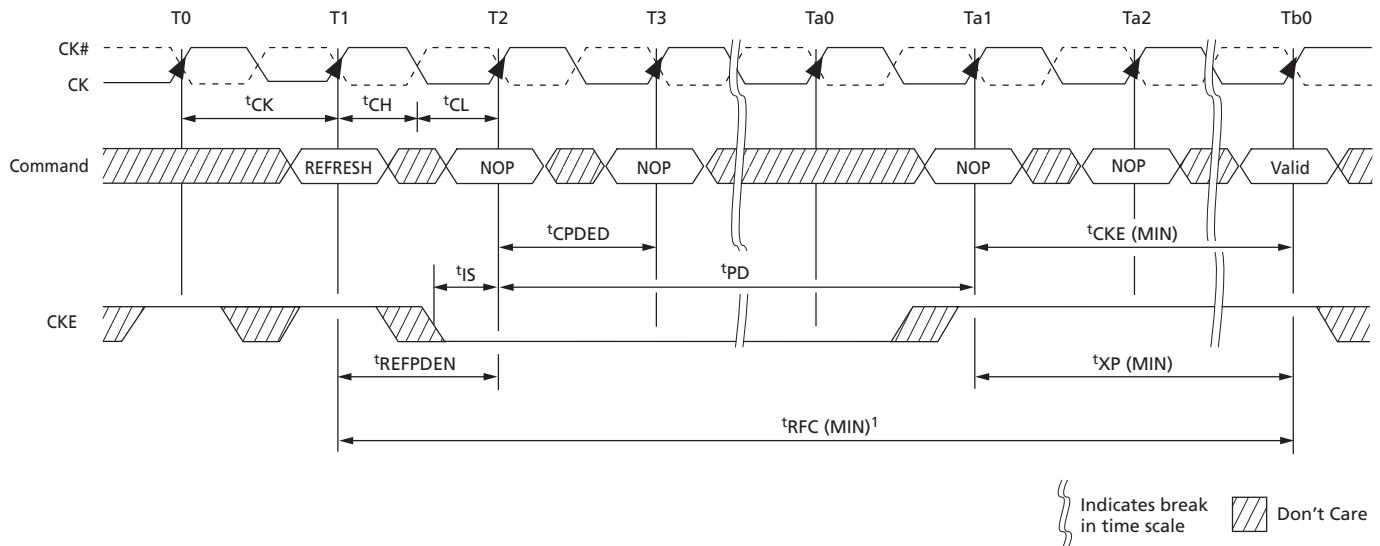 T0 T1 T2 T3 Ta0 Ta1 Ta2 Tb0
CK#
CK
tCK tCH tCL
Command REFRESH NOP NOP NOP NOP Valid
tCPDED tCKE (MIN)
tIS tPD
CKE
tREFPDEN tXP (MIN)
tRFC (MIN)1
Indicates break
in time scale
Don't Care